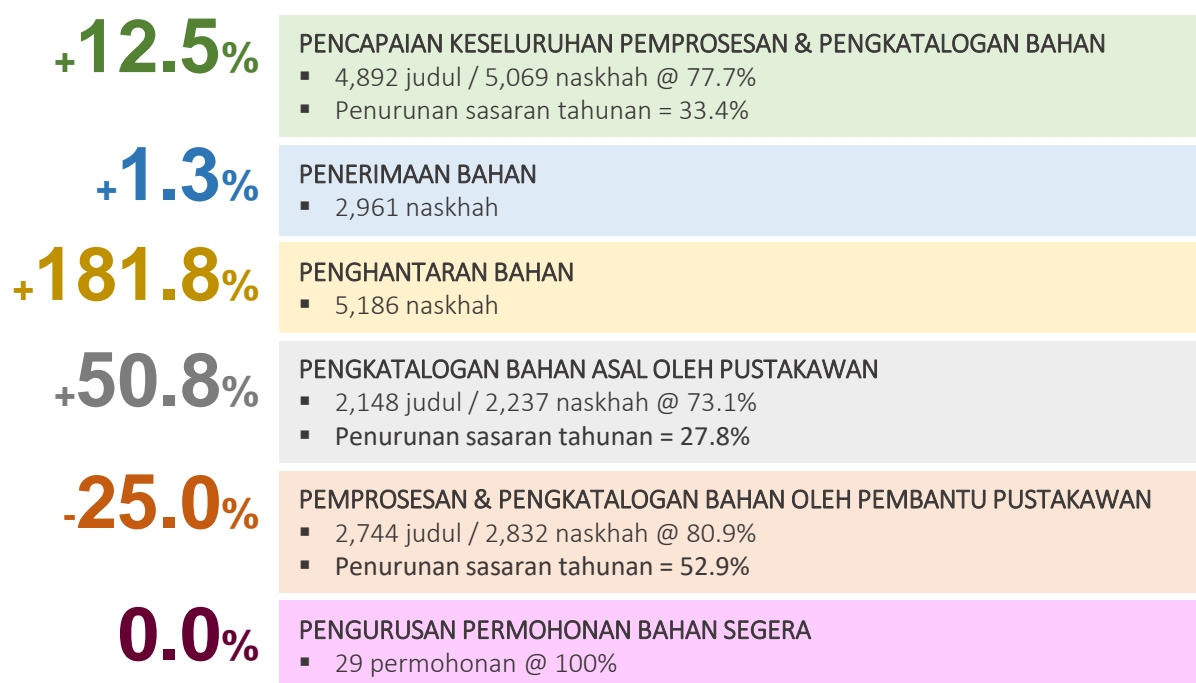 +12.5%
PENCAPAIAN KESELURUHAN PEMPROSESAN & PENGKATALOGAN BAHAN
▪ 4,892 judul / 5,069 naskhah @ 77.7%
▪ Penurunan sasaran tahunan = 33.4%
+1.3%
PENERIMAAN BAHAN
▪ 2,961 naskhah
+181.8%
PENGHANTARAN BAHAN
▪ 5,186 naskhah
+50.8%
PENGKATALOGAN BAHAN ASAL OLEH PUSTAKAWAN
▪ 2,148 judul / 2,237 naskhah @ 73.1%
▪ Penurunan sasaran tahunan = 27.8%
-25.0%
PEMPROSESAN & PENGKATALOGAN BAHAN OLEH PEMBANTU PUSTAKAWAN
▪ 2,744 judul / 2,832 naskhah @ 80.9%
▪ Penurunan sasaran tahunan = 52.9%
0.0%
PENGURUSAN PERMOHONAN BAHAN SEGERA
▪ 29 permohonan @ 100%